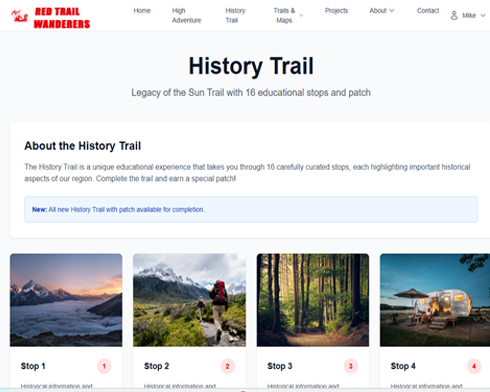 RED TRAIL
WANDERERS
Home
High
Adventure
History
Trail
Trails &
Maps
Projects
About
Contact
Mike
History Trail
Legacy of the Sun Trail with 16 educational stops and patch
About the History Trail
The History Trail is a unique educational experience that takes you through 16 carefully curated stops, each highlighting important historical
aspects of our region. Complete the trail and earn a special patch!
New: All new History Trail with patch available for completion.
Stop 1 1
Stop 2 2
Stop 3 3
Stop 4 4
Historical information and
Historical information and
Historical information and
Historical information and